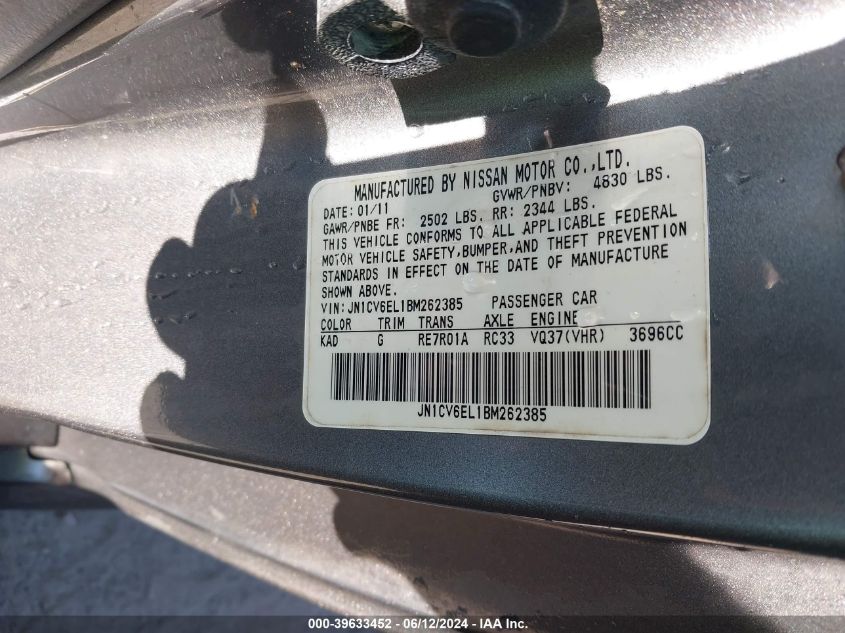 MANUFACTURED BY NISSAN MOTOR CO.,LTD.
DATE: 01/11 GVWR/PNBV: 4830 LBS.
GAWR/PNBE FR: 2502 LBS. RR: 2344 LBS.
THIS VEHICLE CONFORMS TO ALL APPLICABLE FEDERAL
MOTOR VEHICLE SAFETY, BUMPER, AND THEFT PREVENTION
STANDARDS IN EFFECT ON THE DATE OF MANUFACTURE
SHOWN ABOVE.
VIN: JN1CV6EL1BM262385 PASSENGER CAR
COLOR TRIM TRANS AXLE ENGINE
KAD G RE7R01A RC33 VQ37(VHR) 3696CC
JN1CV6EL1BM262385
000-39633452 - 06/12/2024 - IAAI.com